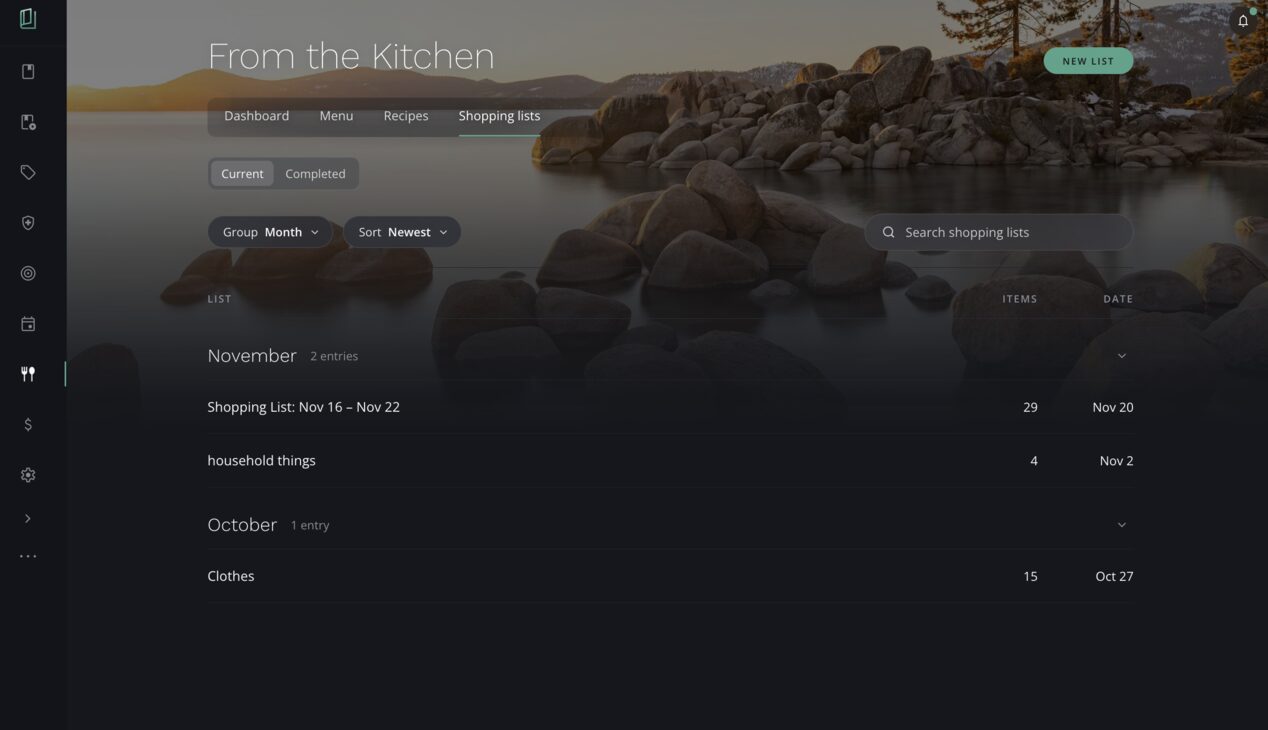 From the Kitchen
NEW LIST
Dashboard Menu Recipes Shopping lists
Current Completed
Group Month Sort Newest Search shopping lists
LIST ITEMS DATE
November 2 entries
Shopping List: Nov 16 – Nov 22 29 Nov 20
household things 4 Nov 2
October 1 entry
Clothes 15 Oct 27